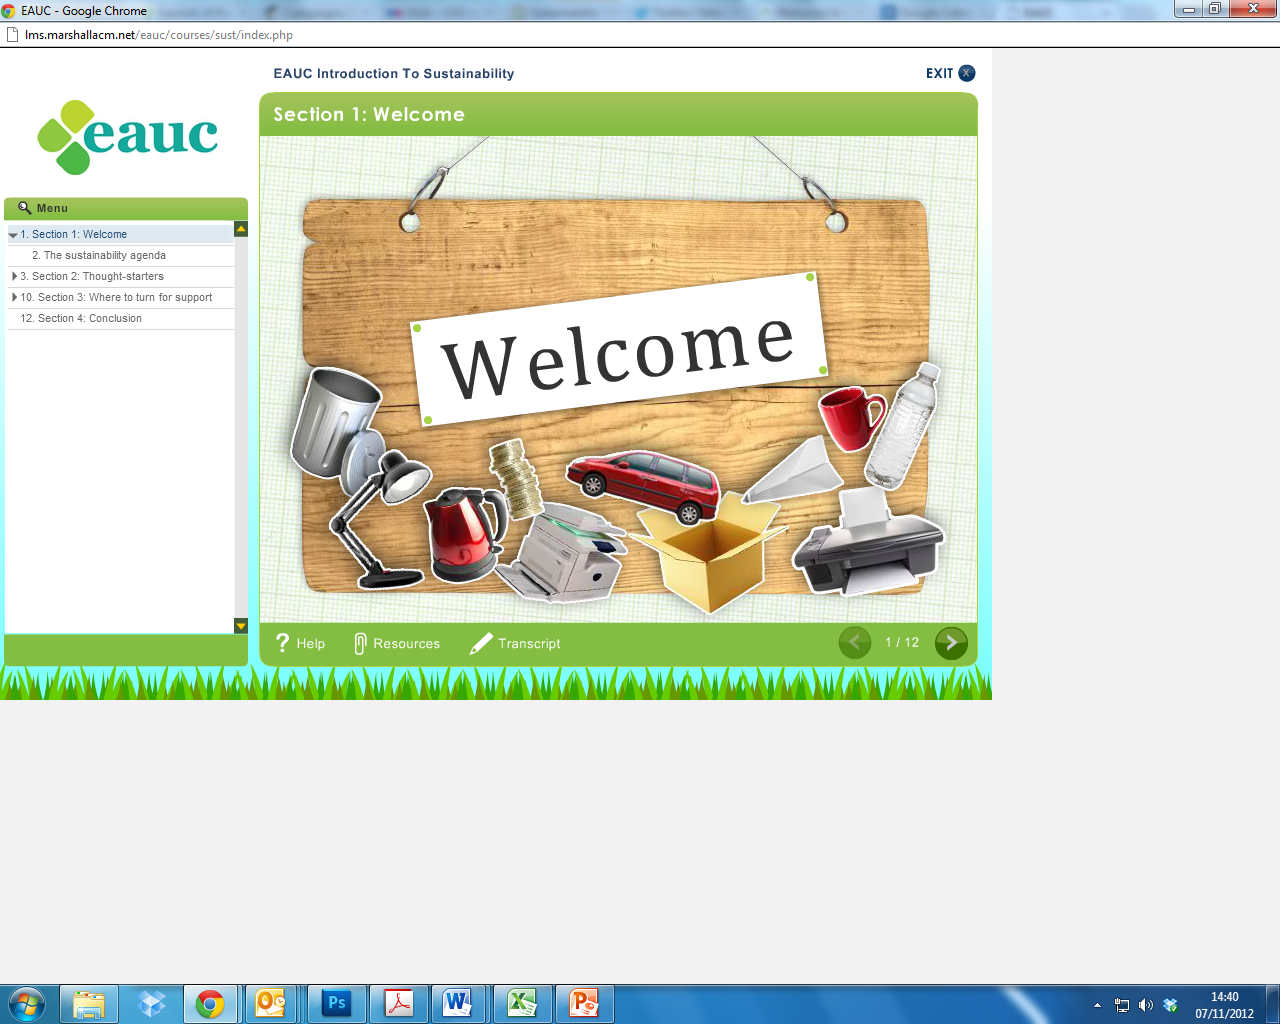 EAUC - Google Chrome
lms.marshallacm.net/eauc/courses/sust/index.php
EAUC Introduction To Sustainability
EXIT X
eauc
Section 1: Welcome
Menu
1. Section 1: Welcome
2. The sustainability agenda
3. Section 2: Thought-starters
10. Section 3: Where to turn for support
12. Section 4: Conclusion
Welcome
? Help
Resources
Transcript
1 / 12
Ps
W
X
P
14:40
07/11/2012